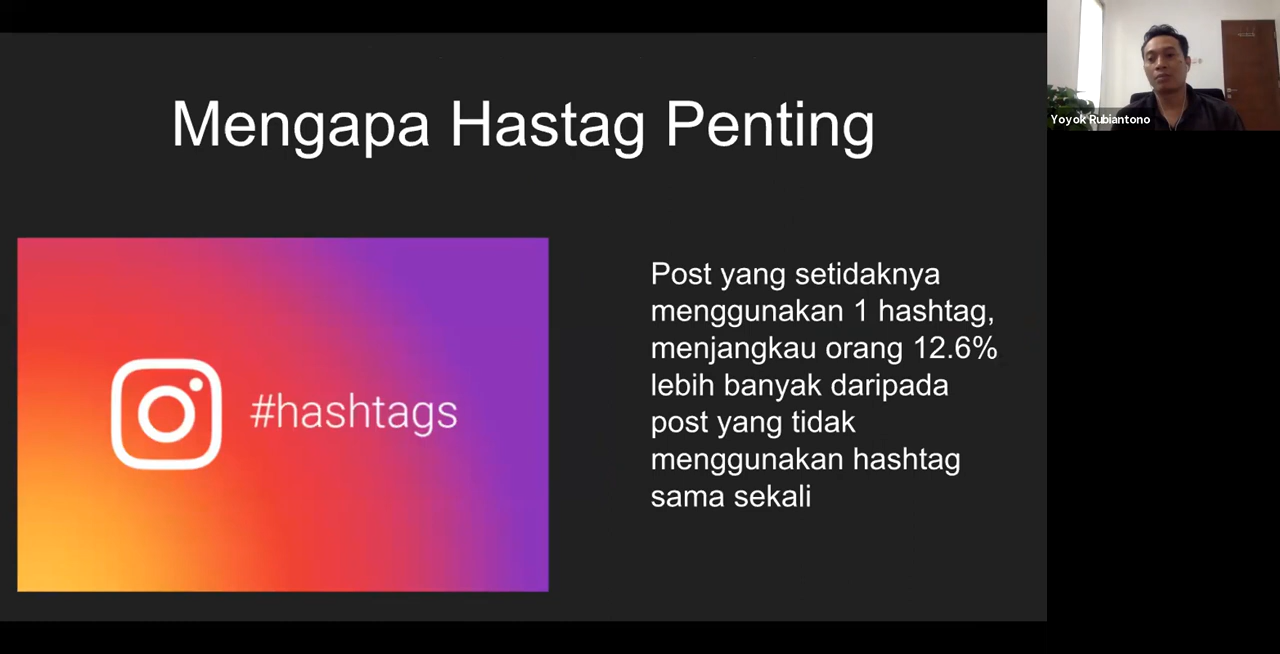 Mengapa Hastag Penting
#hashtags
Post yang setidaknya
menggunakan 1 hashtag,
menjangkau orang 12.6%
lebih banyak daripada
post yang tidak
menggunakan hashtag
sama sekali
Yoyok Rubiantono